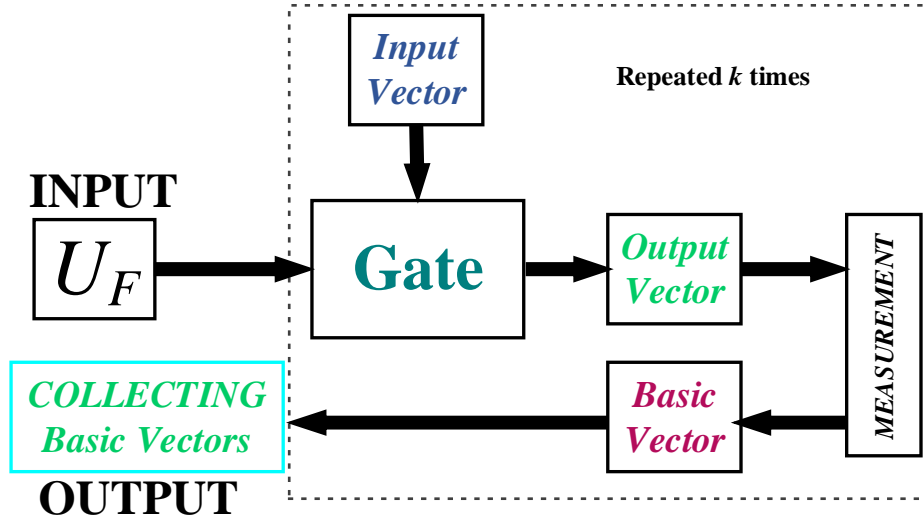 Input
Vector
Repeated k times
INPUT
U_F
Gate
Output
Vector
MEASUREMENT
COLLECTING
Basic Vectors
Basic
Vector
OUTPUT